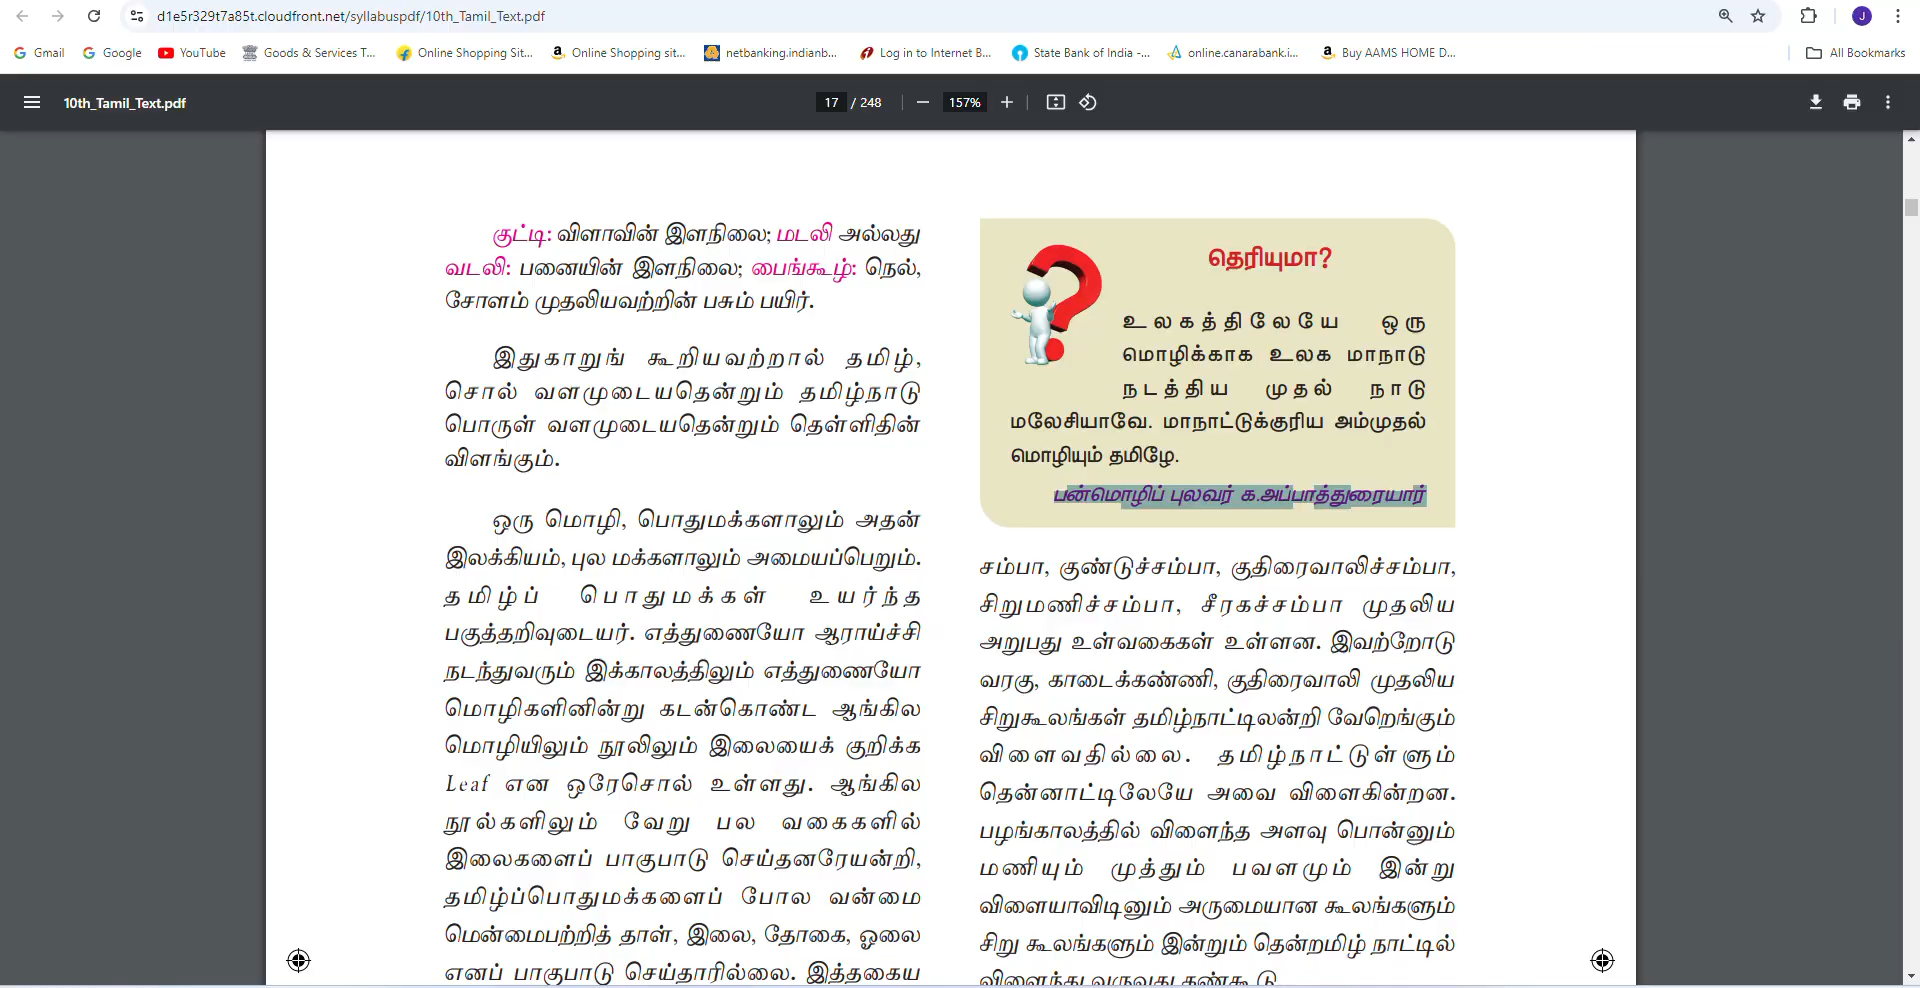 d1e5r329t7a85t.cloudfront.net/syllabuspdf/10th_Tamil_Text.pdf
J
Gmail Google YouTube Goods & Services T... Online Shopping Sit... Online Shopping sit... netbanking.indianb... Log in to Internet B... State Bank of India -... online.canarabank.i... Buy AAMS HOME D... All Bookmarks
10th_Tamil_Text.pdf 17 / 248 157%
குட்டி: விளாவின் இளநிலை; மடலி அல்லது
வடலி: பனையின் இளநிலை; பைங்கூழ்: நெல்,
சோளம் முதலியவற்றின் பசும் பயிர்.
இதுகாறுங் கூறியவற்றால் தமிழ்,
சொல் வளமுடையதென்றும் தமிழ்நாடு
பொருள் வளமுடையதென்றும் தெள்ளிதின்
விளங்கும்.
ஒரு மொழி, பொதுமக்களாலும் அதன்
இலக்கியம், புல மக்களாலும் அமையப்பெறும்.
தமிழ்ப் பொதுமக்கள் உயர்ந்த
பகுத்தறிவுடையர். எத்துணையோ ஆராய்ச்சி
நடந்துவரும் இக்காலத்திலும் எத்துணையோ
மொழிகளினின்று கடன்கொண்ட ஆங்கில
மொழியிலும் நூலிலும் இலையைக் குறிக்க
Leaf என ஒரேசொல் உள்ளது. ஆங்கில
நூல்களிலும் வேறு பல வகைகளில்
இலைகளைப் பாகுபாடு செய்தனரேயன்றி,
தமிழ்ப்பொதுமக்களைப் போல வன்மை
மென்மைபற்றித் தாள், இலை, தோகை, ஓலை
எனப் பாகுபாடு செய்தாரில்லை. இத்தகைய
தெரியுமா?
உலகத்திலேயே ஒரு
மொழிக்காக உலக மாநாடு
நடத்திய முதல் நாடு
மலேசியாவே. மாநாட்டுக்குரிய அம்முதல்
மொழியும் தமிழே.
பன்மொழிப் புலவர் க.அப்பாத்துரையார்
சம்பா, குண்டுச்சம்பா, குதிரைவாலிச்சம்பா,
சிறுமணிச்சம்பா, சீரகச்சம்பா முதலிய
அறுபது உள்வகைகள் உள்ளன. இவற்றோடு
வரகு, காடைக்கண்ணி, குதிரைவாலி முதலிய
சிறுகூலங்கள் தமிழ்நாட்டிலன்றி வேறெங்கும்
விளைவதில்லை. தமிழ்நாட்டுள்ளும்
தென்னாட்டிலேயே அவை விளைகின்றன.
பழங்காலத்தில் விளைந்த அளவு பொன்னும்
மணியும் முத்தும் பவளமும் இன்று
விளையாவிடினும் அருமையான கூலங்களும்
சிறு கூலங்களும் இன்றும் தென்றமிழ் நாட்டில்
விளைந்து வருவது கண்கூடு